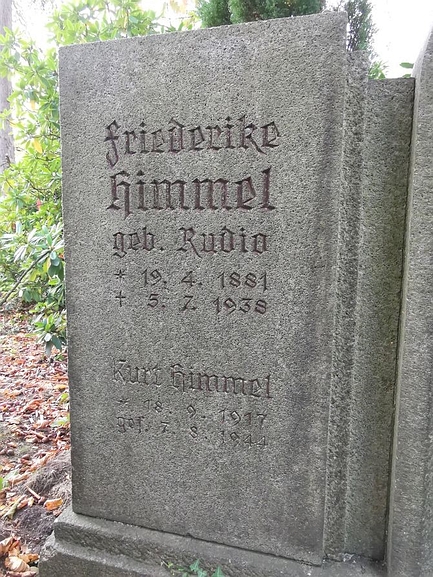 Friederike
Himmel
geb. Rudio
* 19. 4. 1881
† 5. 7. 1938
Kurt Himmel
* 18. 9. 1917
gef. 7. 8. 1944